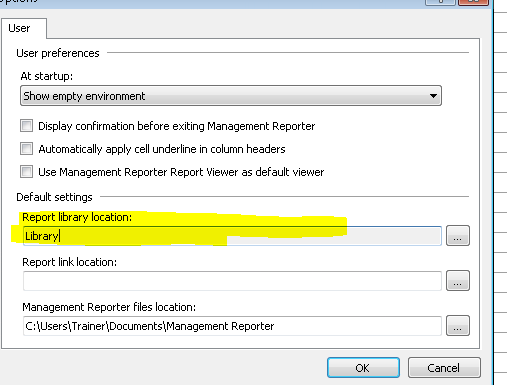 User
User preferences
At startup:
Show empty environment
Display confirmation before exiting Management Reporter
Automatically apply cell underline in column headers
Use Management Reporter Report Viewer as default viewer
Default settings
Report library location:
Library
...
Report link location:
...
Management Reporter files location:
C:\Users\Trainer\Documents\Management Reporter
...
OK
Cancel